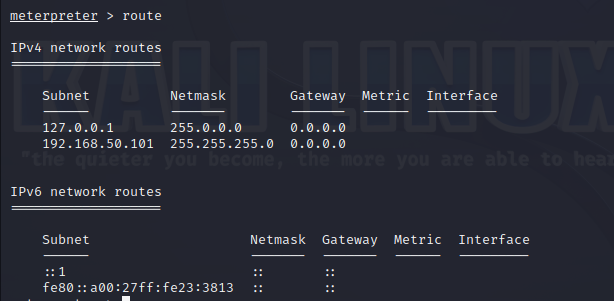 meterpreter > route
IPv4 network routes
Subnet Netmask Gateway Metric Interface
127.0.0.1 255.0.0.0 0.0.0.0
192.168.50.101 255.255.255.0 0.0.0.0
KALI LINUX
"the quieter you become, the more you are able to hear
IPv6 network routes
Subnet Netmask Gateway Metric Interface
::1 :: ::
fe80::a00:27ff:fe23:3813 :: ::